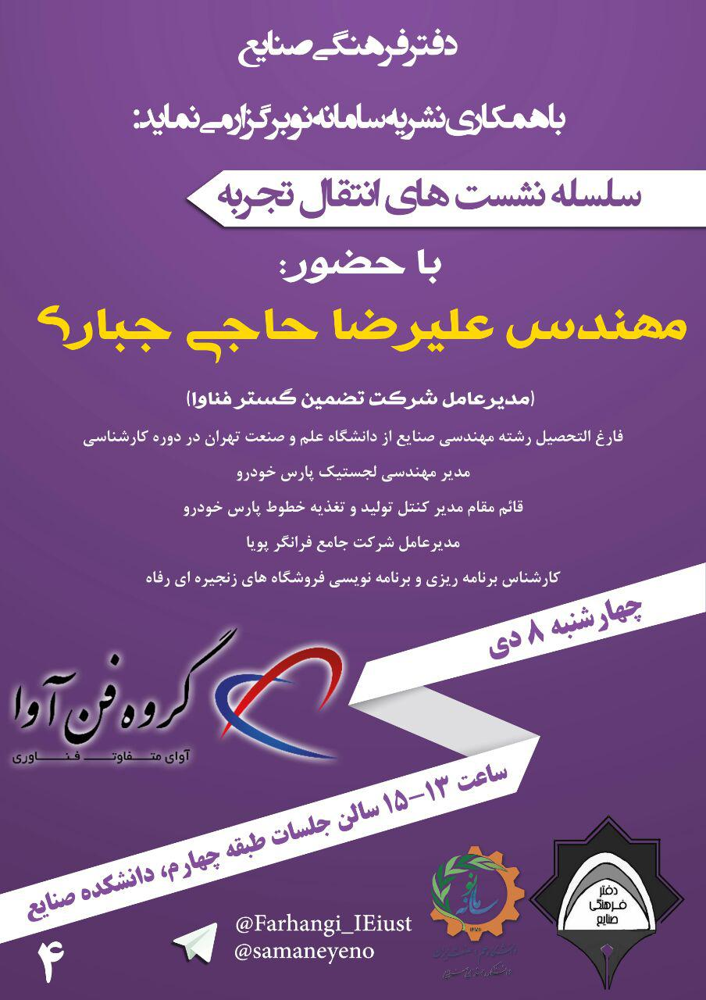 دفتر فرهنگی صنایع
با همکاری نشریه سامانه نو برگزار می نماید:
سلسله نشست های انتقال تجربه
با حضور:
مهندس علیرضا حاجی جباری
(مدیرعامل شرکت تضمین گستر فناوا)
فارغ التحصیل رشته مهندسی صنایع از دانشگاه علم و صنعت تهران در دوره کارشناسی
مدیر مهندسی لجستیک پارس خودرو
قائم مقام مدیر کنتل تولید و تغذیه خطوط پارس خودرو
مدیرعامل شرکت جامع فرانگر پویا
کارشناس برنامه ریزی و برنامه نویسی فروشگاه های زنجیره ای رفاه
چهارشنبه ۸ دی
گروه فن آوا
آوای متفاوت فناوری
ساعت ۱۳-۱۵ سالن جلسات طبقه چهارم، دانشکده صنایع
سامانه نو
دفتر
فرهنگی
صنایع
@Farhangi_IEiust
@samaneyeno
۴